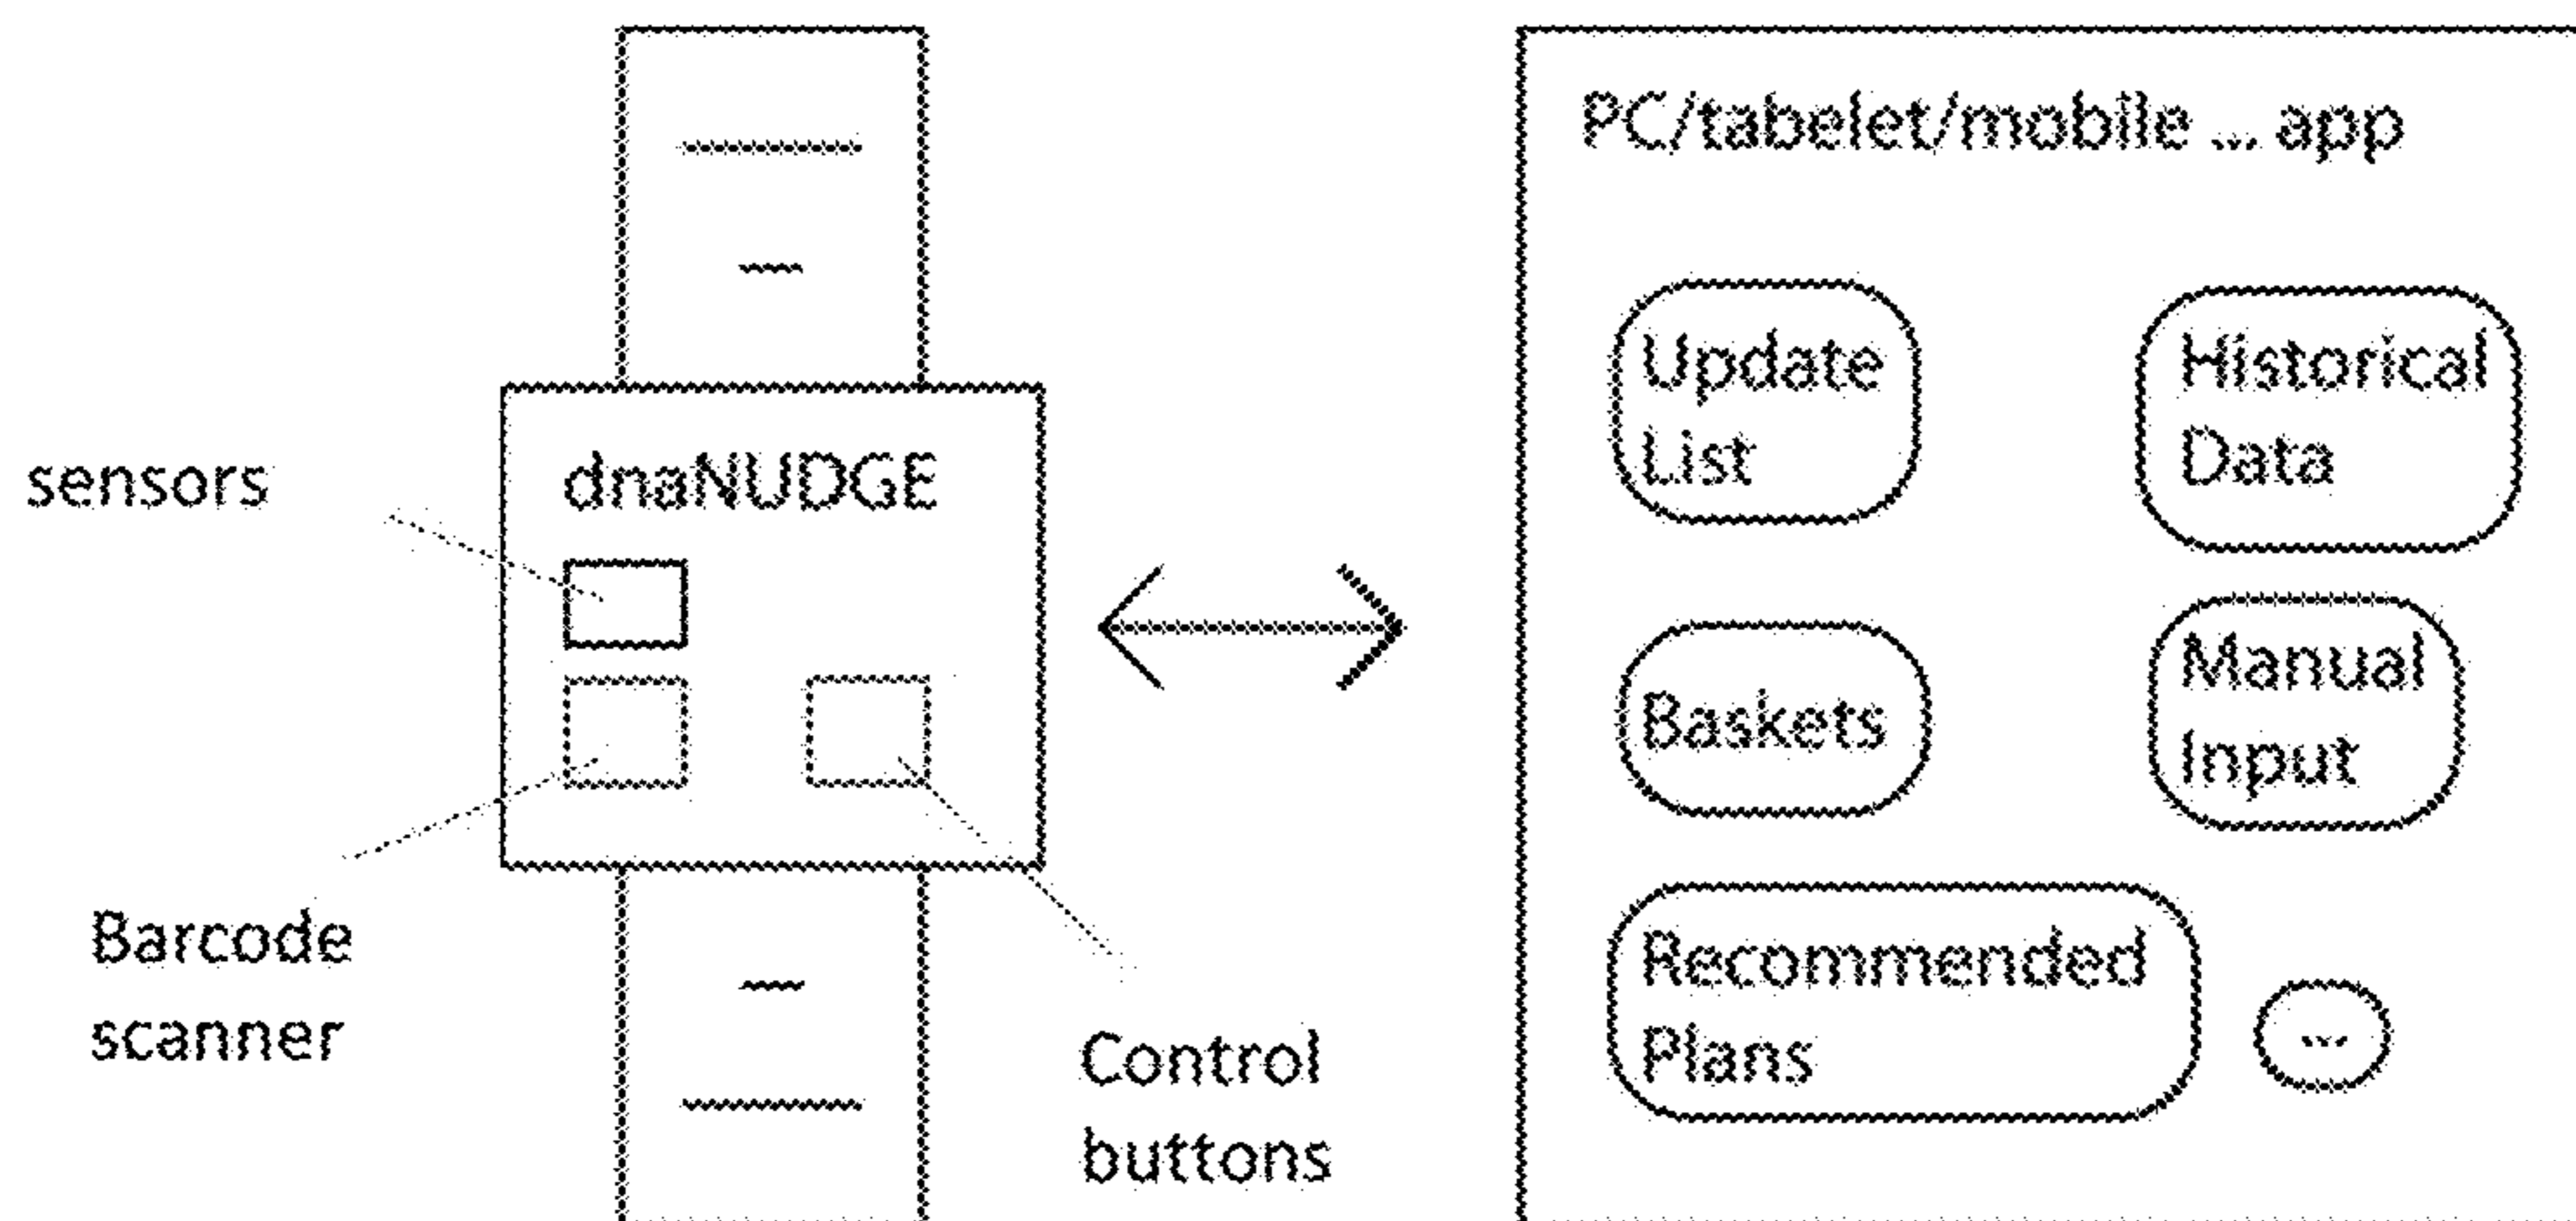 PC/tabelet/mobile ... app
sensors
dnaNUDGE
Barcode
scanner
Control
buttons
Update
List
Historical
Data
Baskets
Manual
Input
Recommended
Plans
...